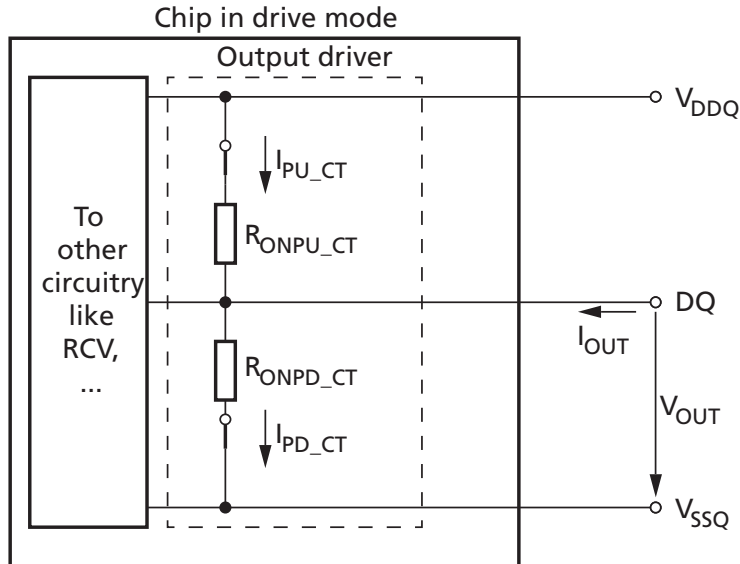 Chip in drive mode
Output driver
To
other
circuitry
like
RCV,
...
I_PU_CT
R_ONPU_CT
R_ONPD_CT
I_PD_CT
V_DDQ
DQ
I_OUT
V_OUT
V_SSQ